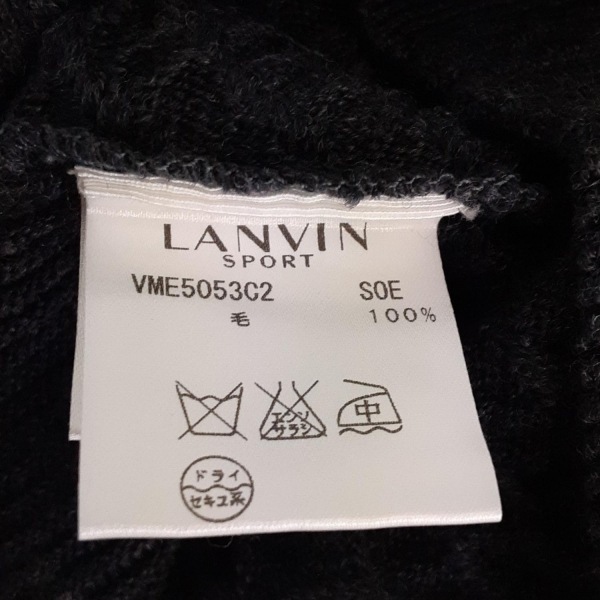 LANVIN
SPORT
VME5053C2 SOE
毛 100%
エンソ
サラシ
中
ドライ
セキユ系